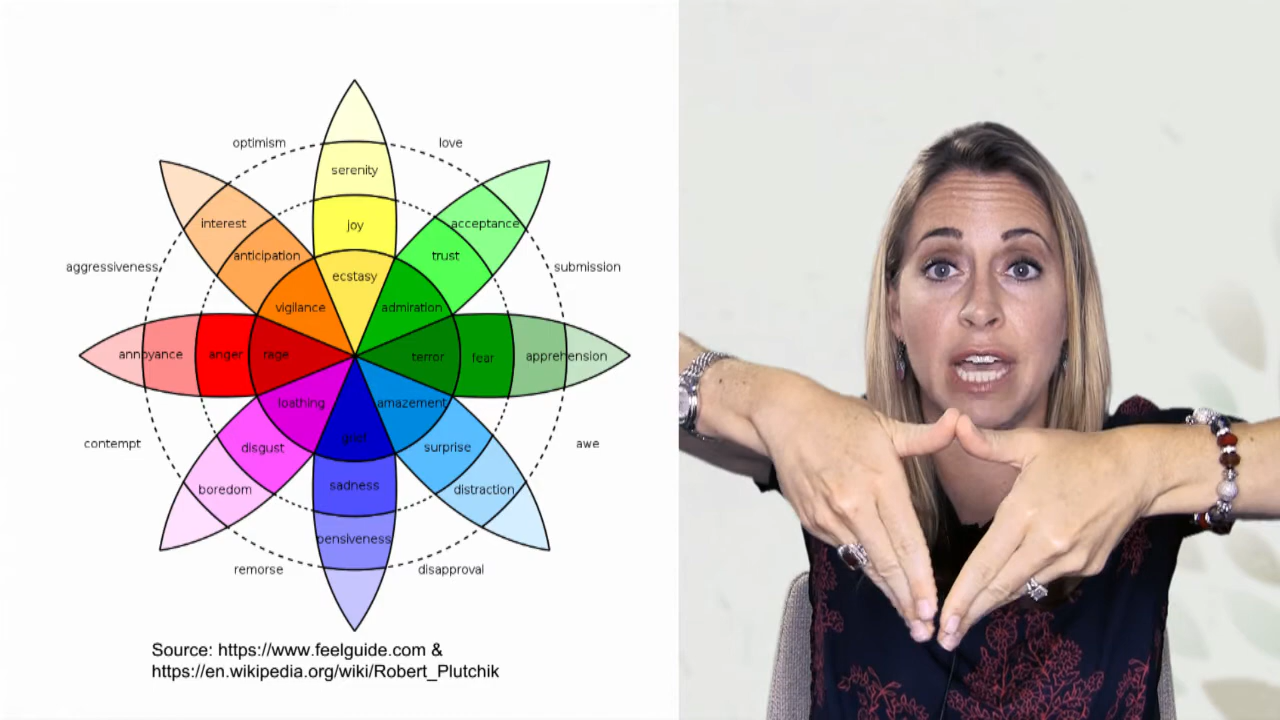 optimism
love
serenity
interest
acceptance
joy
anticipation
trust
aggressiveness
submission
ecstasy
vigilance
admiration
annoyance
anger
rage
terror
fear
apprehension
loathing
amazement
contempt
grief
awe
disgust
surprise
boredom
sadness
distraction
pensiveness
remorse
disapproval
Source: https://www.feelguide.com &
https://en.wikipedia.org/wiki/Robert_Plutchik